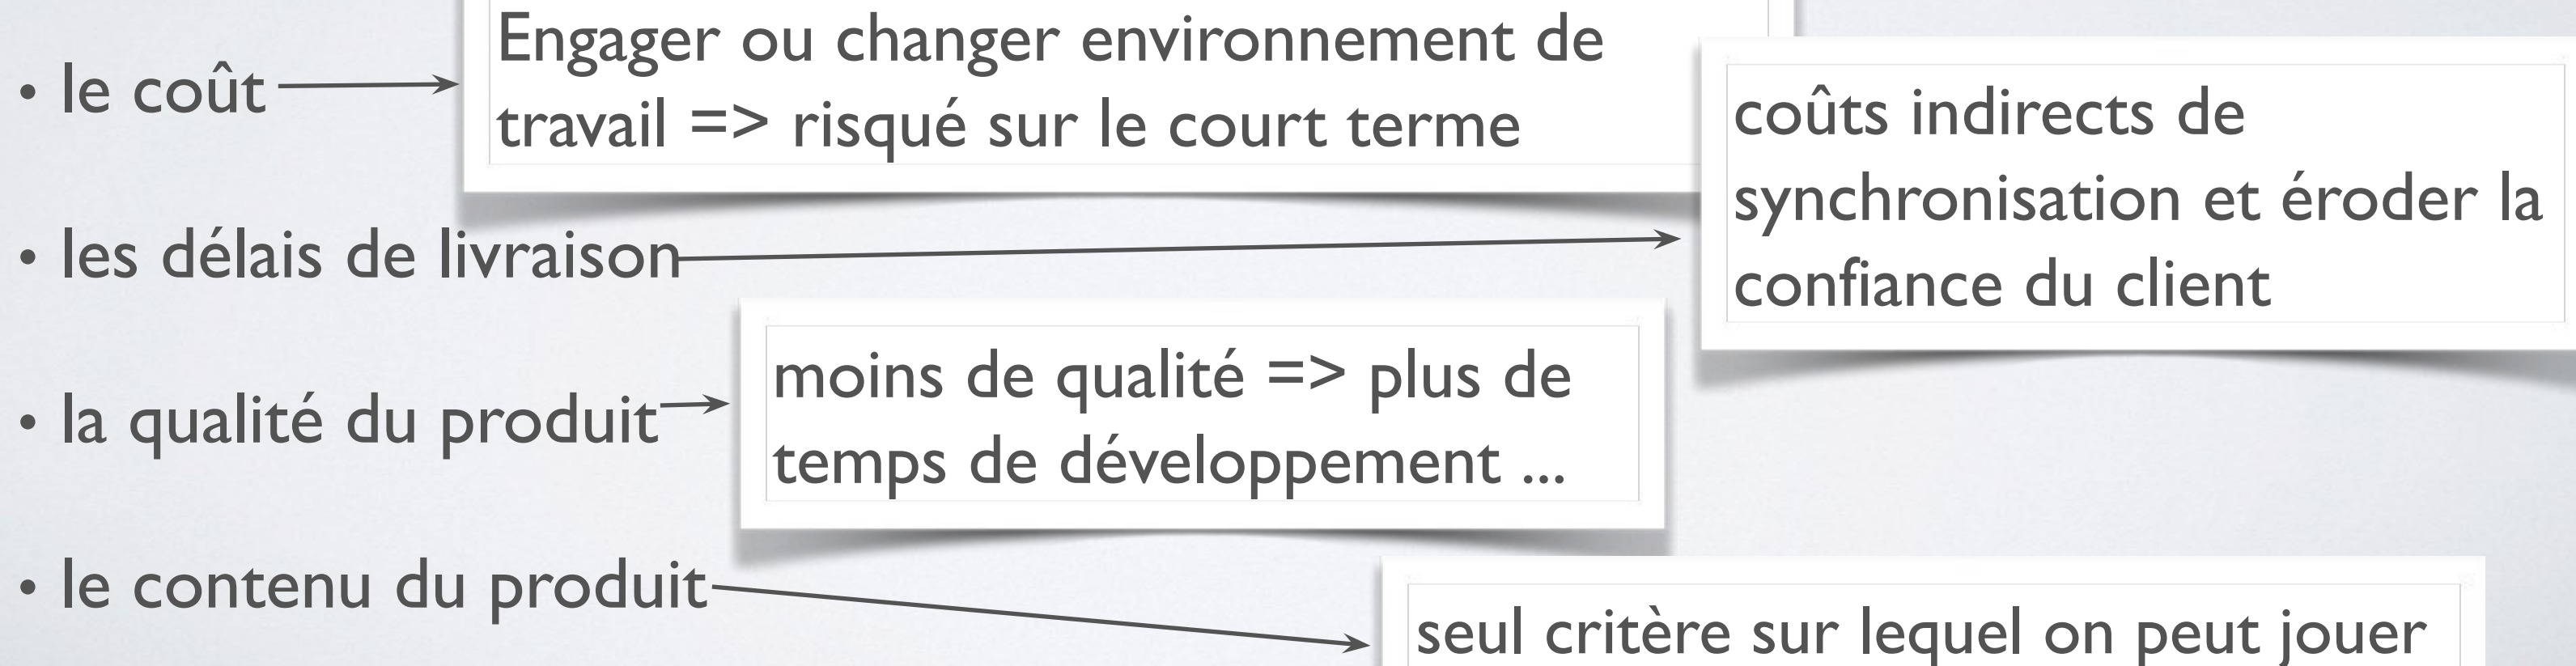 • le coût
Engager ou changer environnement de
travail => risqué sur le court terme
• les délais de livraison
coûts indirects de
synchronisation et éroder la
confiance du client
• la qualité du produit
moins de qualité => plus de
temps de développement ...
• le contenu du produit
seul critère sur lequel on peut jouer